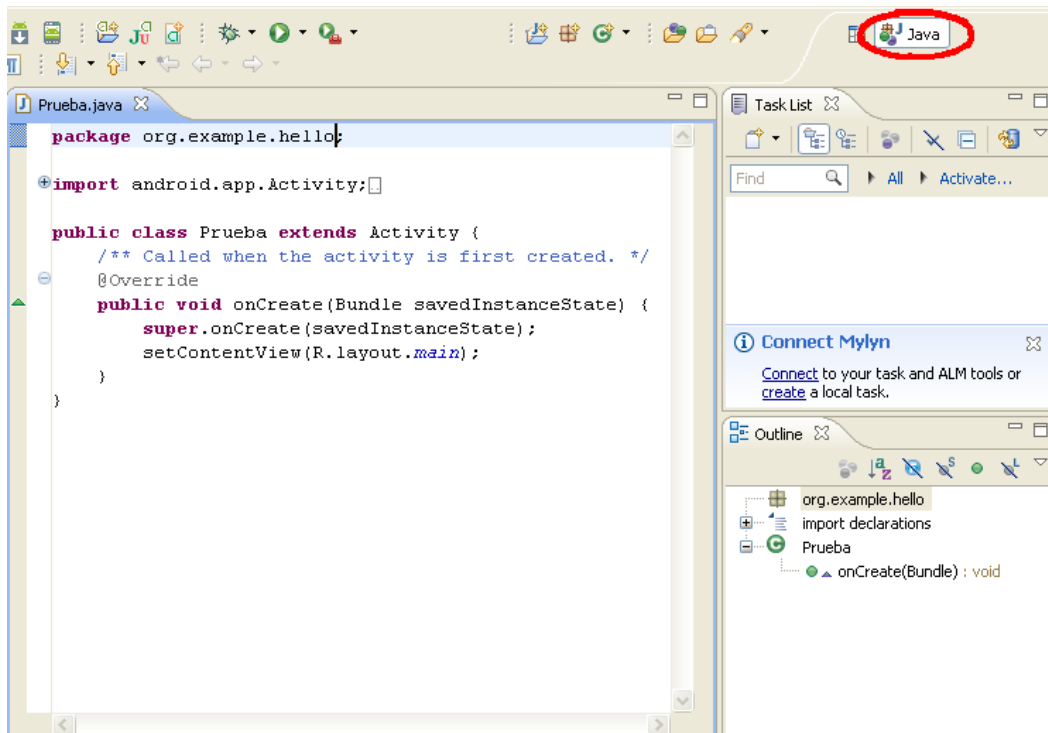 Java
Prueba.java
package org.example.hello;
import android.app.Activity;
public class Prueba extends Activity {
/** Called when the activity is first created. */
@Override
public void onCreate(Bundle savedInstanceState) {
super.onCreate(savedInstanceState);
setContentView(R.layout.main);
}
}
Task List
Find
All
Activate...
Connect Mylyn
Connect to your task and ALM tools or
create a local task.
Outline
org.example.hello
import declarations
Prueba
onCreate(Bundle) : void